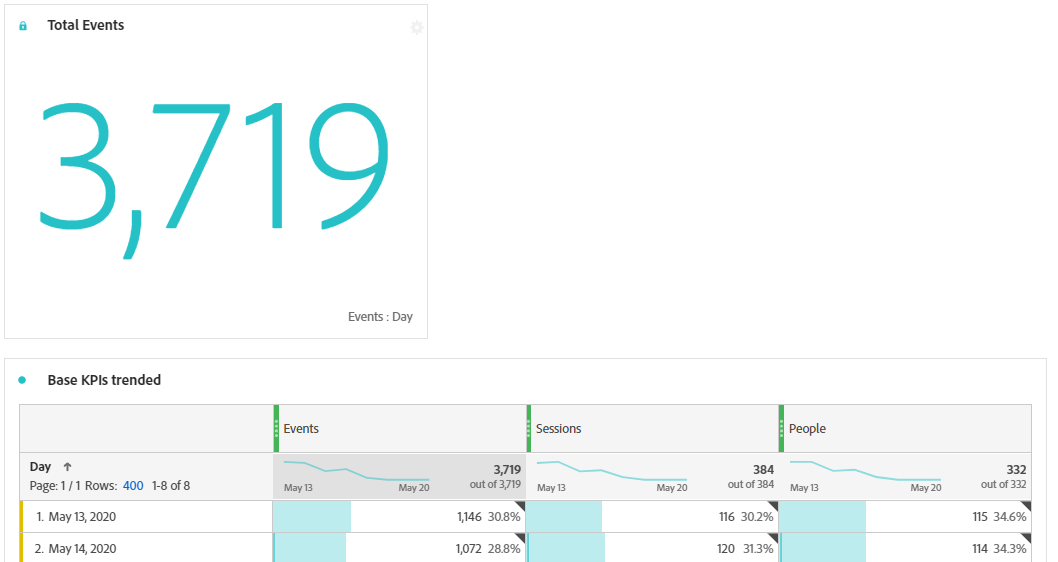 Total Events
3,719
Events : Day
Base KPIs trended
Events Sessions People
Day 3,719 384 332
Page: 1 / 1 Rows: 400 1-8 of 8 May 13 May 20 out of 3,719 May 13 May 20 out of 384 May 13 May 20 out of 332
1. May 13, 2020 1,146 30.8% 116 30.2% 115 34.6%
2. May 14, 2020 1,072 28.8% 120 31.3% 114 34.3%